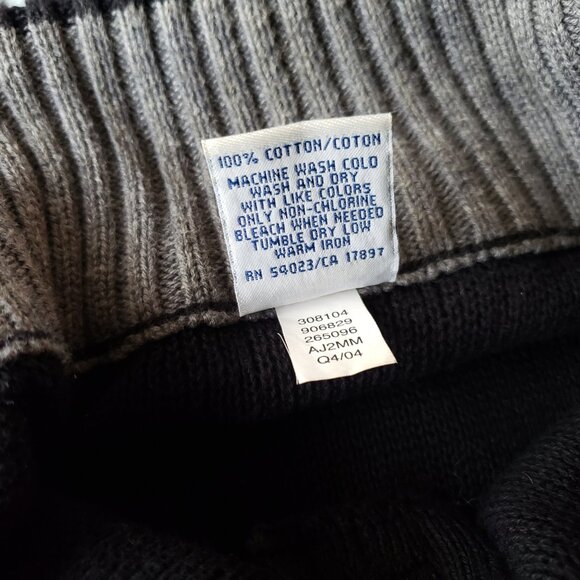 100% COTTON/COTON
MACHINE WASH COLD
WASH AND DRY
WITH LIKE COLORS
ONLY NON-CHLORINE
BLEACH WHEN NEEDED
TUMBLE DRY LOW
WARM IRON
RN 54023/CA 17897
308104
906829
265096
AJ2MM
Q4/04